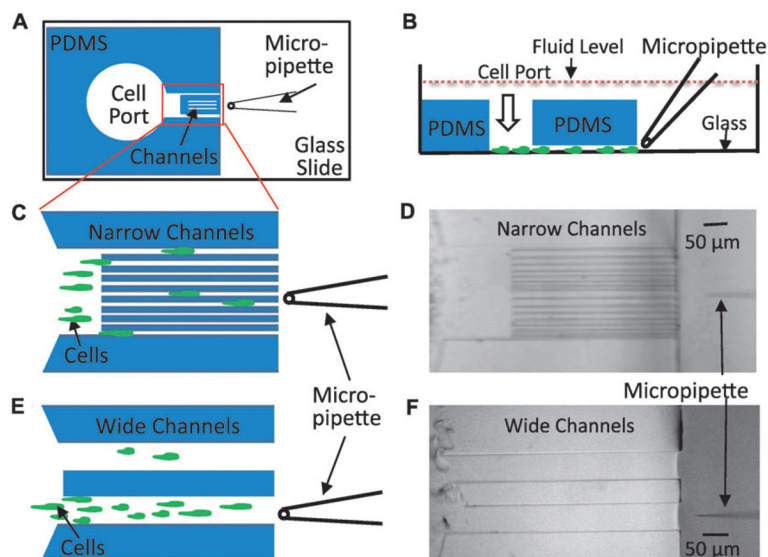 A
PDMS
Micro-
pipette
Cell
Port
Channels
Glass
Slide
B
Micropipette
Fluid Level
Cell Port
PDMS
PDMS
Glass
C
Narrow Channels
Cells
D
Narrow Channels
50 μm
Micro-
pipette
Micropipette
E
Wide Channels
Cells
F
Wide Channels
50 μm